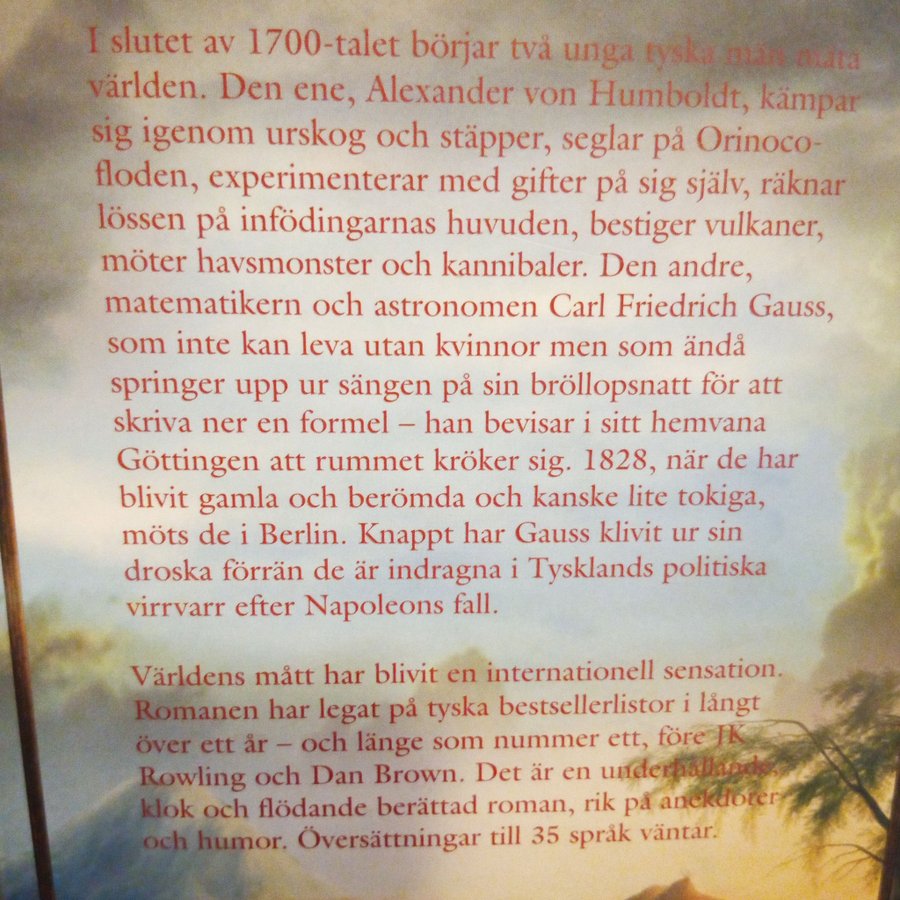 I slutet av 1700-talet börjar två unga tyska män mäta
världen. Den ene, Alexander von Humboldt, kämpar
sig igenom urskog och stäpper, seglar på Orinoco-
floden, experimenterar med gifter på sig själv, räknar
lössen på infödingarnas huvuden, bestiger vulkaner,
möter havsmonster och kannibaler. Den andre,
matematikern och astronomen Carl Friedrich Gauss,
som inte kan leva utan kvinnor men som ändå
springer upp ur sängen på sin bröllopsnatt för att
skriva ner en formel – han bevisar i sitt hemvana
Göttingen att rummet kröker sig. 1828, när de har
blivit gamla och berömda och kanske lite tokiga,
möts de i Berlin. Knappt har Gauss klivit ur sin
droska förrän de är indragna i Tysklands politiska
virrvarr efter Napoleons fall.
Världens mått har blivit en internationell sensation.
Romanen har legat på tyska bestsellerlistor i långt
över ett år – och länge som nummer ett, före JK
Rowling och Dan Brown. Det är en underhållande,
klok och flödande berättad roman, rik på anekdoter
och humor. Översättningar till 35 språk väntar.